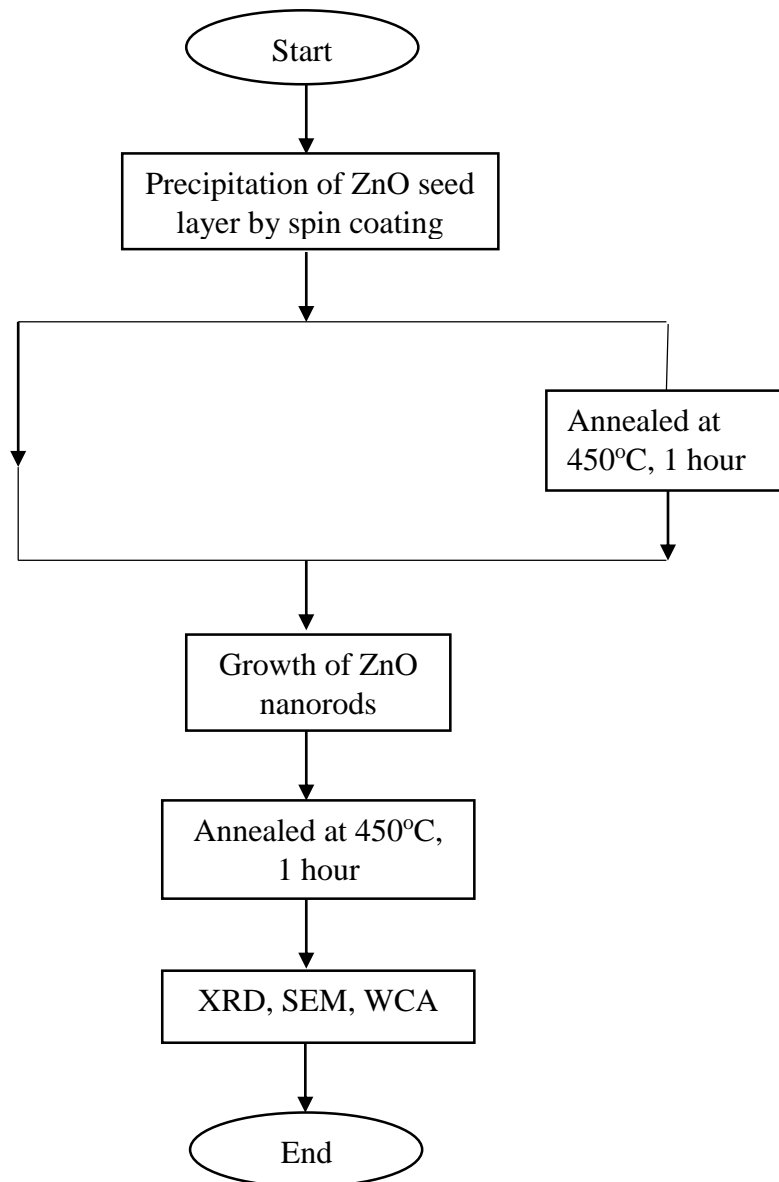 Start
Precipitation of ZnO seed
layer by spin coating
Annealed at
450ºC, 1 hour
Growth of ZnO
nanorods
Annealed at 450ºC,
1 hour
XRD, SEM, WCA
End